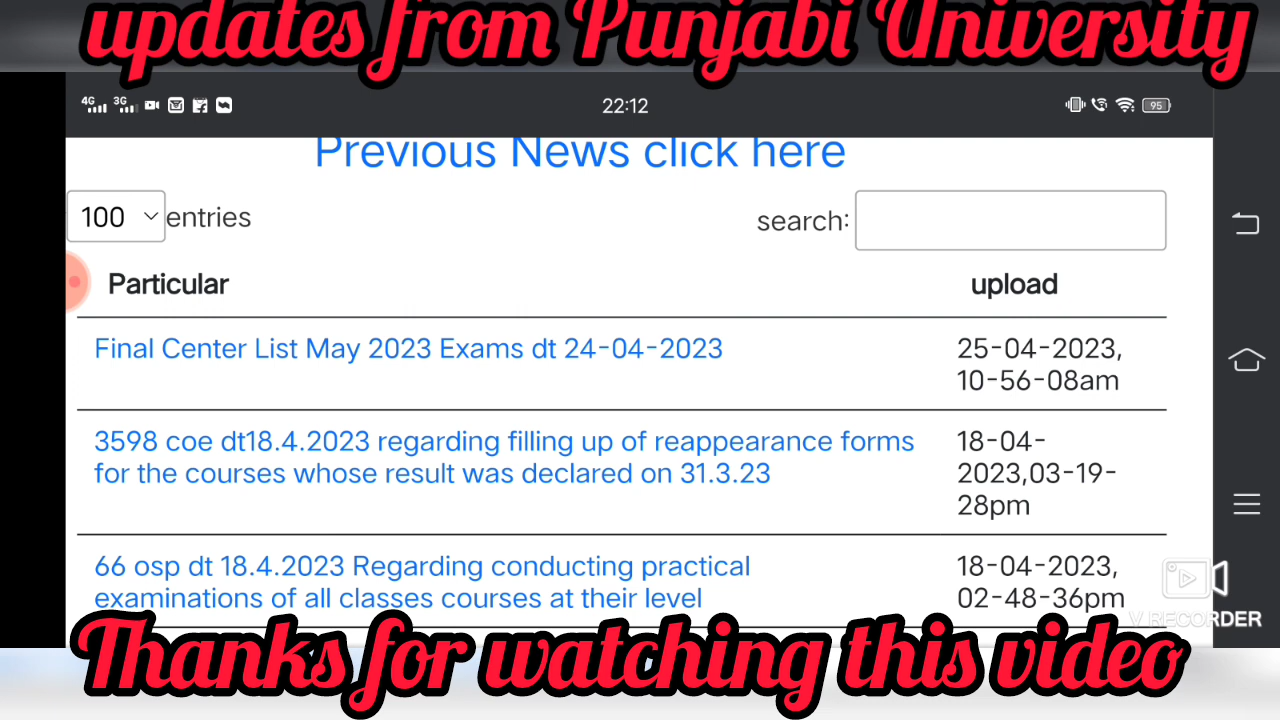 updates from Punjabi University
4G 3G 22:12 95
Previous News click here
100 entries search:
Particular upload
Final Center List May 2023 Exams dt 24-04-2023 25-04-2023,
10-56-08am
3598 coe dt18.4.2023 regarding filling up of reappearance forms 18-04-
for the courses whose result was declared on 31.3.23 2023,03-19-
28pm
66 osp dt 18.4.2023 Regarding conducting practical 18-04-2023,
examinations of all classes courses at their level 02-48-36pm
V RECORDER
Thanks for watching this video